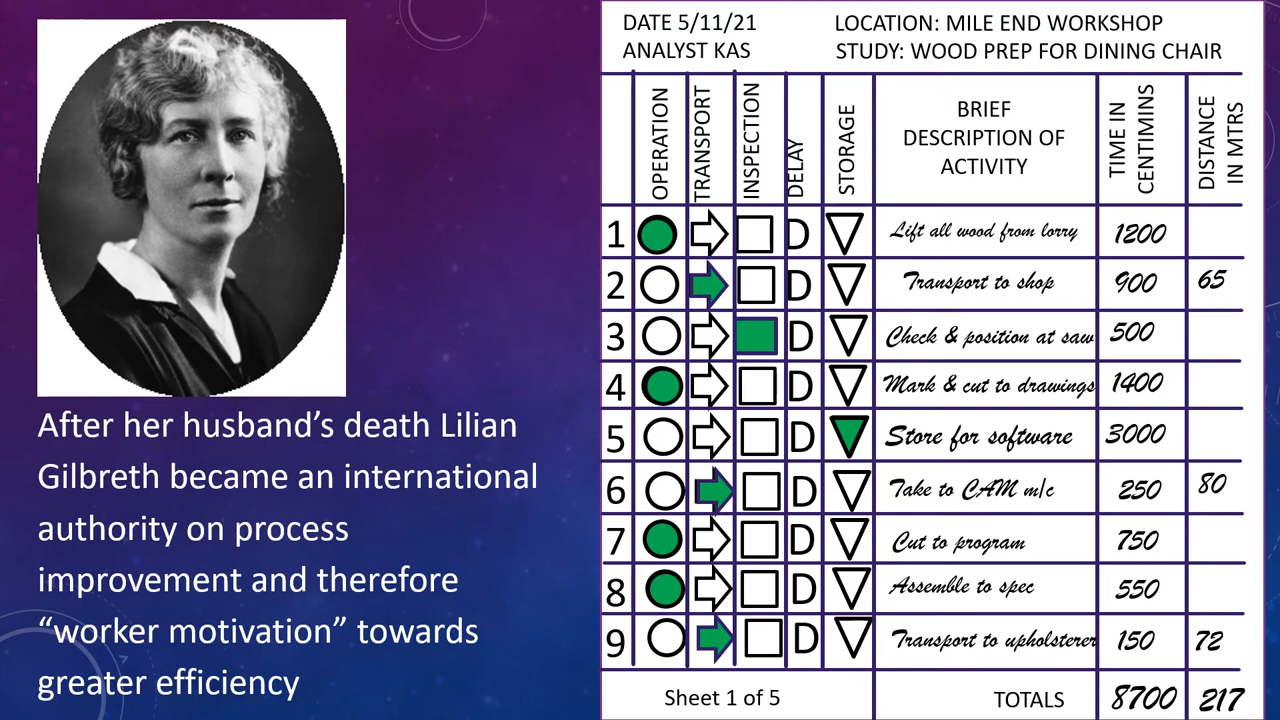 After her husband’s death Lilian
Gilbreth became an international
authority on process
improvement and therefore
“worker motivation” towards
greater efficiency
DATE 5/11/21 LOCATION: MILE END WORKSHOP
ANALYST KAS STUDY: WOOD PREP FOR DINING CHAIR
OPERATION TRANSPORT INSPECTION DELAY STORAGE BRIEF DESCRIPTION OF ACTIVITY TIME IN CENTIMINS DISTANCE IN MTRS
1 D Lift all wood from lorry 1200
2 D Transport to shop 900 65
3 D Check & position at saw 500
4 D Mark & cut to drawings 1400
5 D Store for software 3000
6 D Take to CAM m/c 250 80
7 D Cut to program 750
8 D Assemble to spec 550
9 D Transport to upholsterer 150 72
Sheet 1 of 5 TOTALS 8700 217